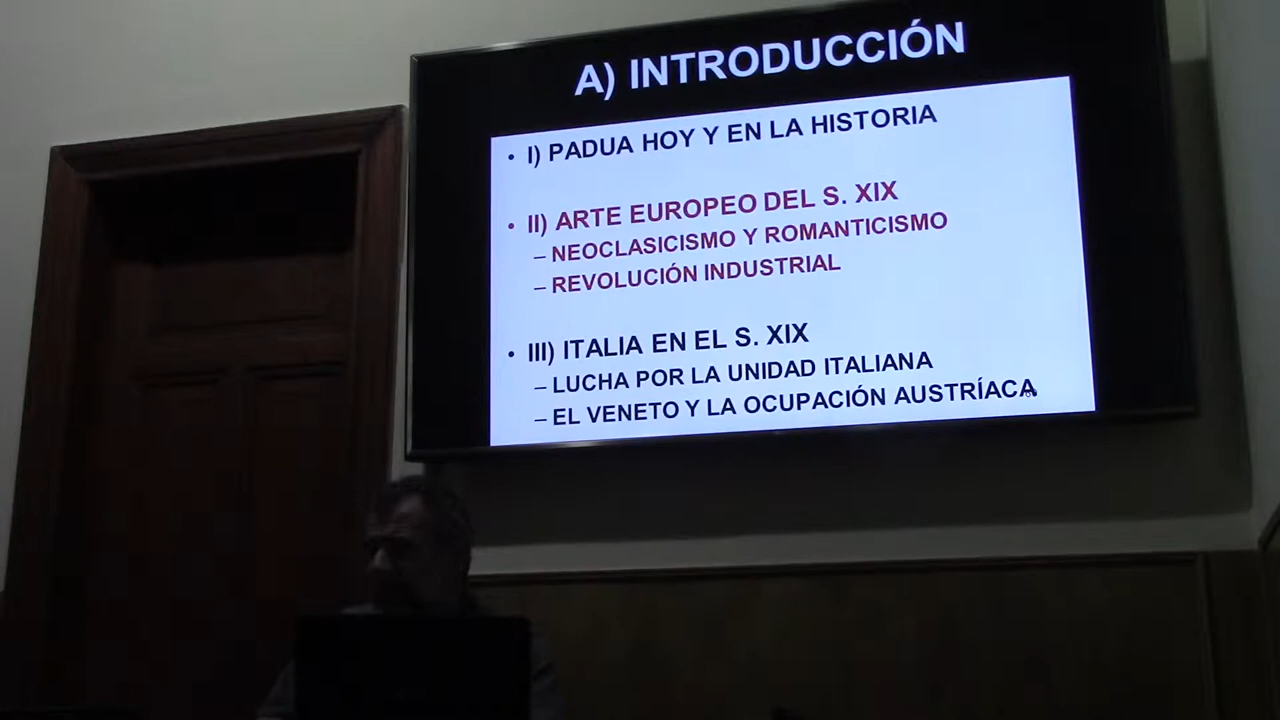 A) INTRODUCCIÓN
• I) PADUA HOY Y EN LA HISTORIA
• II) ARTE EUROPEO DEL S. XIX
– NEOCLASICISMO Y ROMANTICISMO
– REVOLUCIÓN INDUSTRIAL
• III) ITALIA EN EL S. XIX
– LUCHA POR LA UNIDAD ITALIANA
– EL VENETO Y LA OCUPACIÓN AUSTRÍACA